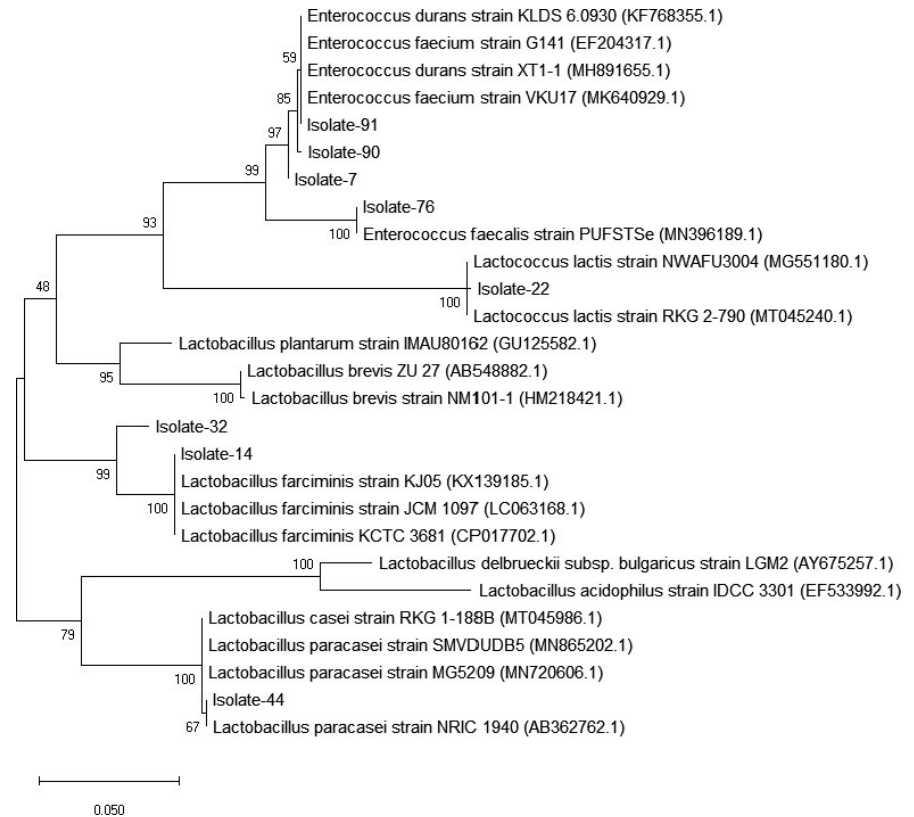 Enterococcus durans strain KLDS 6.0930 (KF768355.1)
Enterococcus faecium strain G141 (EF204317.1)
59
Enterococcus durans strain XT1-1 (MH891655.1)
85
Enterococcus faecium strain VKU17 (MK640929.1)
Isolate-91
97
Isolate-90
99
Isolate-7
Isolate-76
93
100
Enterococcus faecalis strain PUFSTSe (MN396189.1)
Lactococcus lactis strain NWAFU3004 (MG551180.1)
48
Isolate-22
100
Lactococcus lactis strain RKG 2-790 (MT045240.1)
Lactobacillus plantarum strain IMAU80162 (GU125582.1)
95
Lactobacillus brevis ZU 27 (AB548882.1)
100
Lactobacillus brevis strain NM101-1 (HM218421.1)
Isolate-32
Isolate-14
99
Lactobacillus farciminis strain KJ05 (KX139185.1)
100
Lactobacillus farciminis strain JCM 1097 (LC063168.1)
Lactobacillus farciminis KCTC 3681 (CP017702.1)
100
Lactobacillus delbrueckii subsp. bulgaricus strain LGM2 (AY675257.1)
Lactobacillus acidophilus strain IDCC 3301 (EF533992.1)
Lactobacillus casei strain RKG 1-188B (MT045986.1)
79
Lactobacillus paracasei strain SMVDUDB5 (MN865202.1)
Lactobacillus paracasei strain MG5209 (MN720606.1)
100
Isolate-44
67
Lactobacillus paracasei strain NRIC 1940 (AB362762.1)
0.050